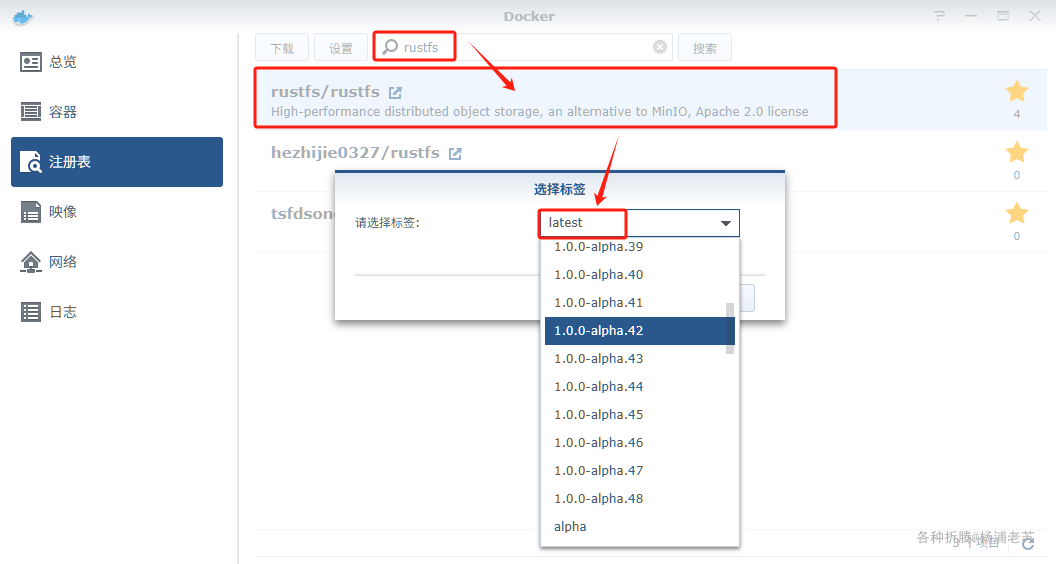 Docker
总览
容器
注册表
映像
网络
日志
下载
设置
rustfs
搜索
rustfs/rustfs
High-performance distributed object storage, an alternative to MinIO, Apache 2.0 license
4
hezhijie0327/rustfs
0
tsfdsong
0
选择标签
请选择标签:
latest
1.0.0-alpha.39
1.0.0-alpha.40
1.0.0-alpha.41
1.0.0-alpha.42
1.0.0-alpha.43
1.0.0-alpha.44
1.0.0-alpha.45
1.0.0-alpha.46
1.0.0-alpha.47
1.0.0-alpha.48
alpha
各种折腾@杨浦老苏
3 个项目